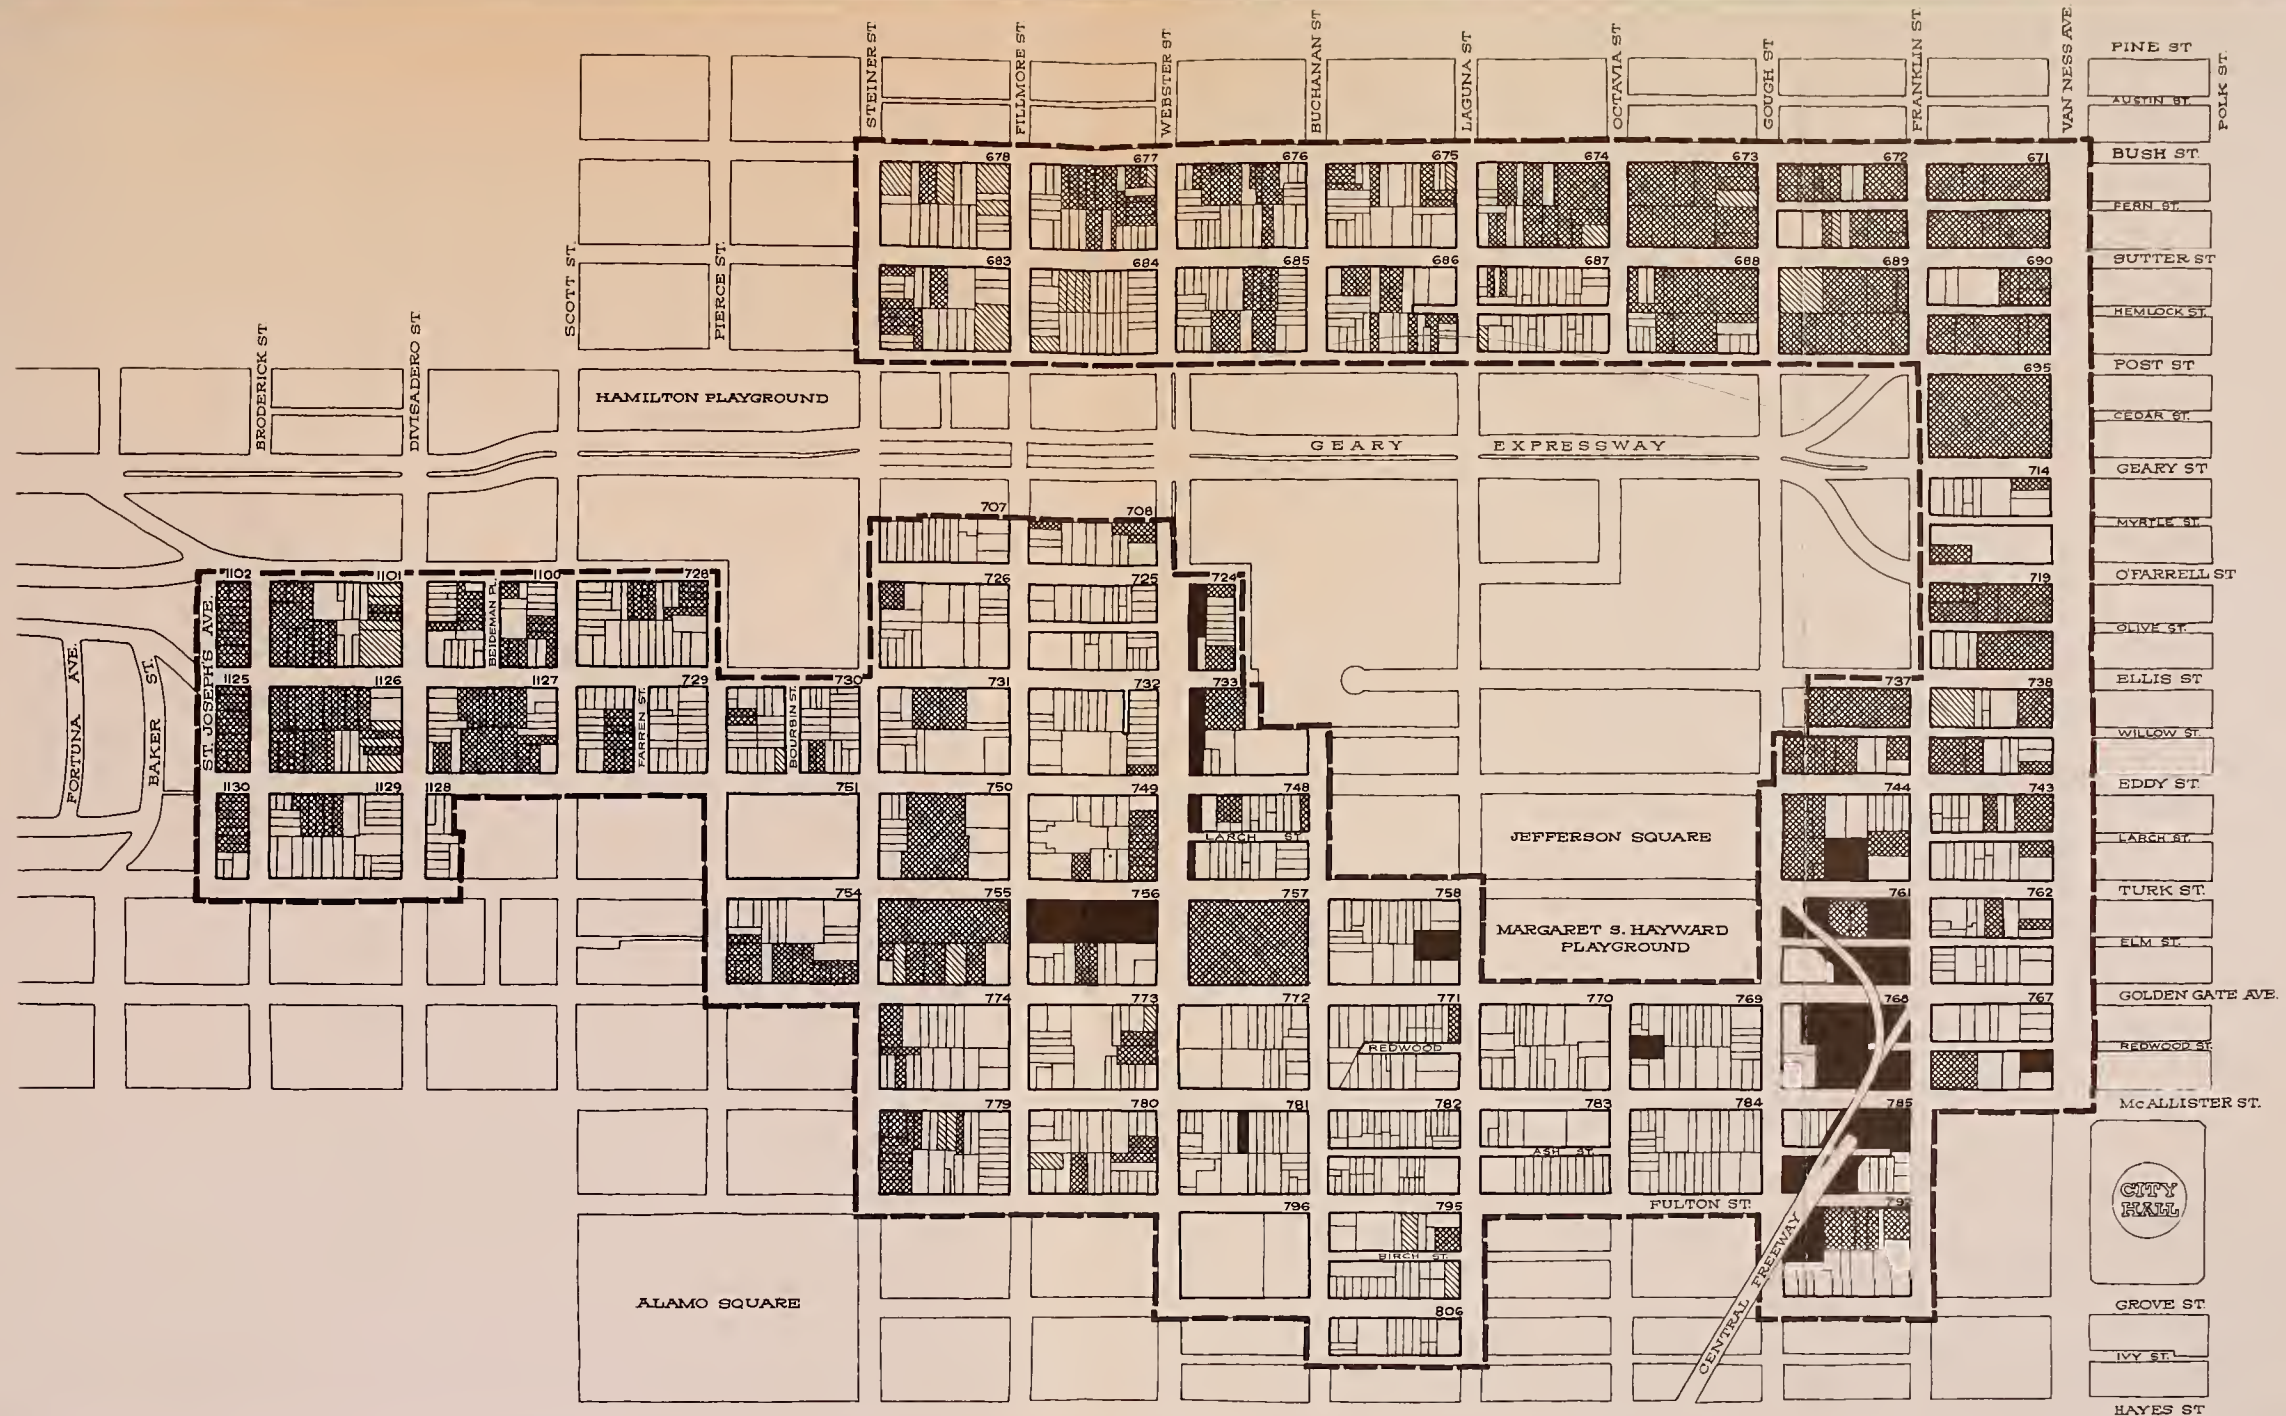 STEINER ST
FILLMORE ST
WEBSTER ST
BUCHANAN ST
LAGUNA ST
OCTAVIA ST
GOUGH ST
FRANKLIN ST.
VAN NESS AVE
POLK ST.
PINE ST
AUSTIN ST.
BUSH ST.
678
677
676
675
674
673
672
671
FERN ST.
SCOTT ST.
PIERCE ST.
683
684
685
686
687
688
689
690
SUTTER ST
HEMLOCK ST.
BRODERICK ST
DIVISADERO ST
POST ST
695
HAMILTON PLAYGROUND
CEDAR ST.
GEARY EXPRESSWAY
GEARY ST
714
707
708
MYRTLE ST.
1102
1101
1100
728
726
725
724
719
O'FARRELL ST
BEIDEMAN PL.
OLIVE ST.
ST. JOSEPH'S AVE.
FORTUNA AVE.
BAKER ST.
1125
1126
1127
729
730
731
732
733
737
738
ELLIS ST
FARREN ST.
BOURBIN ST.
WILLOW ST.
1130
1129
1128
751
750
749
748
744
743
EDDY ST.
LARCH ST
JEFFERSON SQUARE
LARCH ST.
754
755
756
757
758
761
762
TURK ST.
MARGARET S. HAYWARD
PLAYGROUND
ELM ST.
774
773
772
771
770
769
768
767
GOLDEN GATE AVE.
REDWOOD
REDWOOD ST.
779
780
781
782
783
784
785
McALLISTER ST.
ASH ST.
796
795
FULTON ST.
792
CITY
HALL
BIRCH ST.
CENTRAL FREEWAY
ALAMO SQUARE
806
GROVE ST.
IVY ST.
HAYES ST